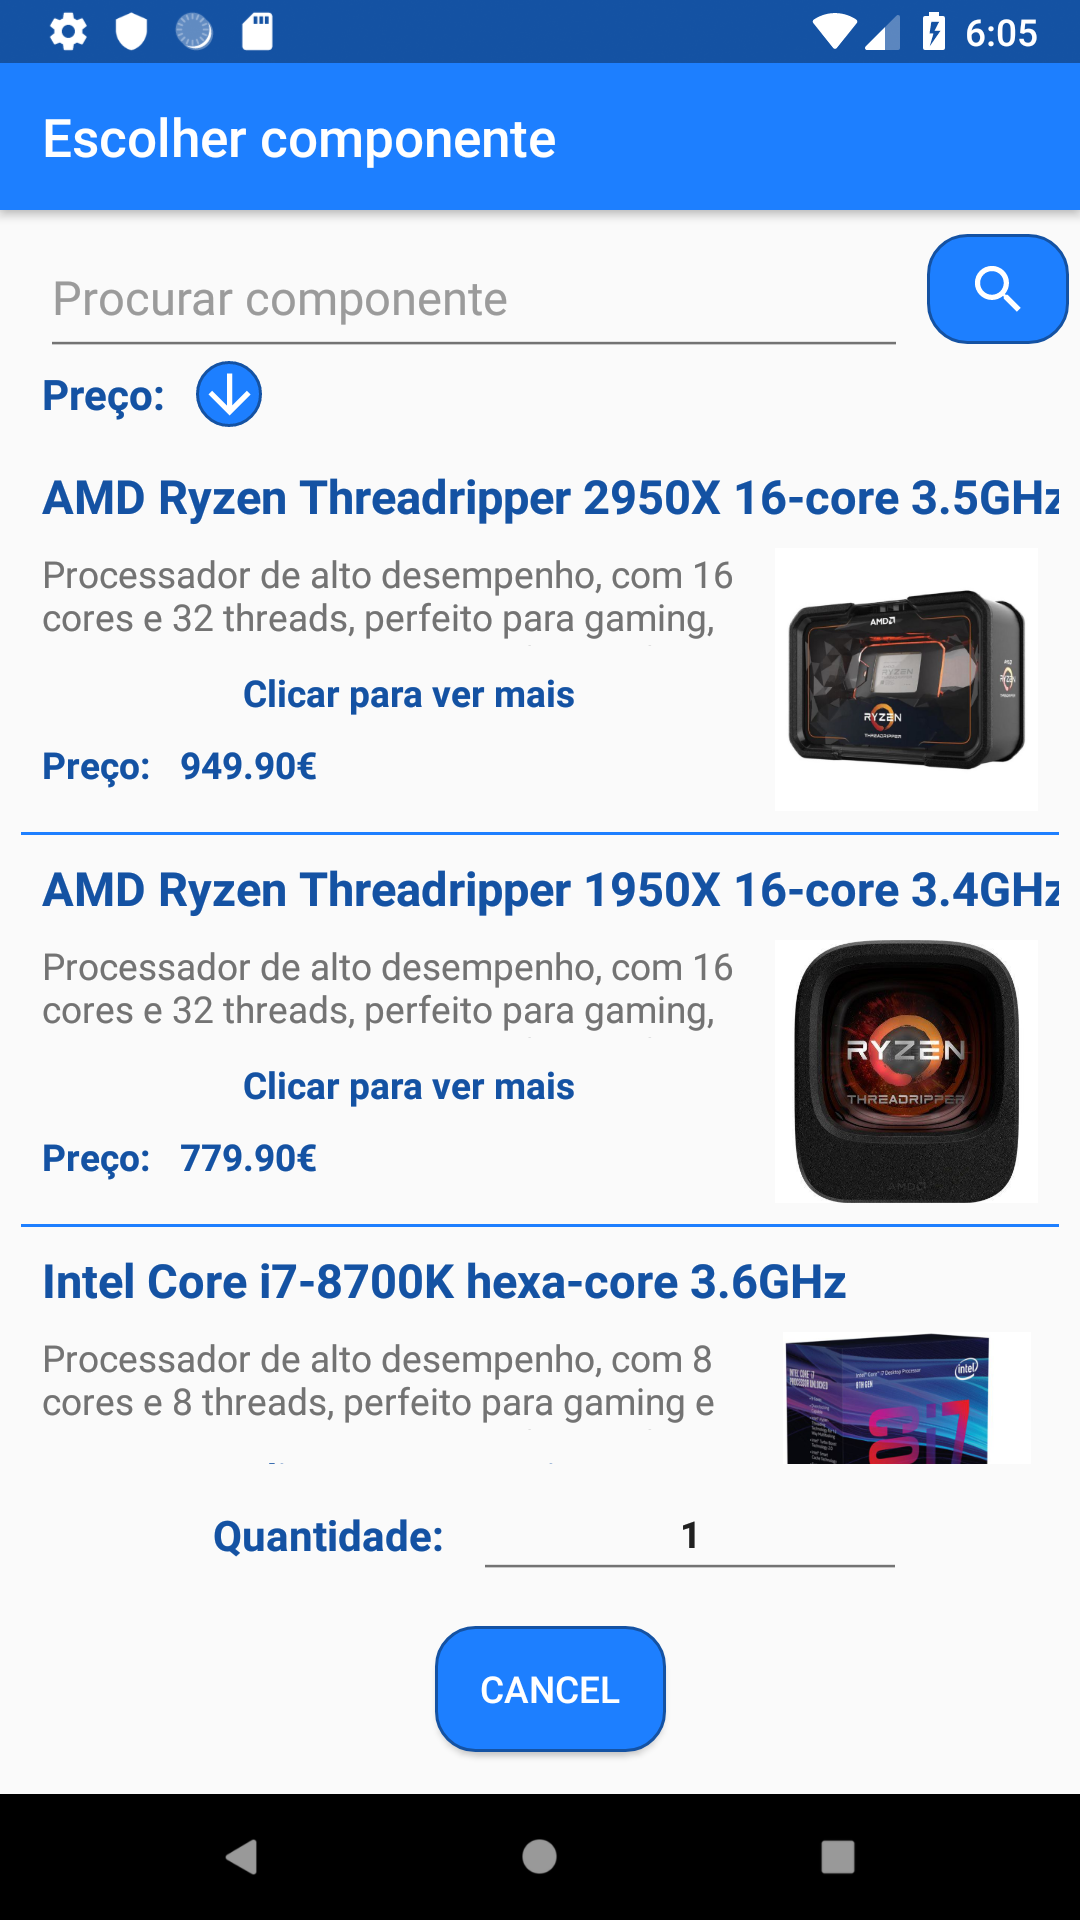 6:05
Escolher componente
Procurar componente
Preço:
AMD Ryzen Threadripper 2950X 16-core 3.5GHz
Processador de alto desempenho, com 16
cores e 32 threads, perfeito para gaming,
Clicar para ver mais
Preço: 949.90€
AMD
RYZEN
THREADRIPPER
AMD Ryzen Threadripper 1950X 16-core 3.4GHz
Processador de alto desempenho, com 16
cores e 32 threads, perfeito para gaming,
Clicar para ver mais
Preço: 779.90€
RYZEN
THREADRIPPER
AMD
Intel Core i7-8700K hexa-core 3.6GHz
Processador de alto desempenho, com 8
cores e 8 threads, perfeito para gaming e
intel
i7
Quantidade: 1
CANCEL